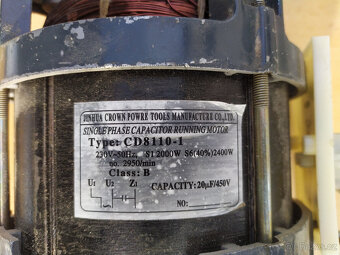 JINHUA CROWN POWRE TOOLS MANUFACTURE CO.,LTD.
SINGLE PHASE CAPACITOR RUNNING MOTOR
Type: CD8110-1
230V~50Hz, S1 2000W S6(40%)2400W
no. 2950/min
Class: B
U1 U2 Z1
CAPACITY: 20μF/450V